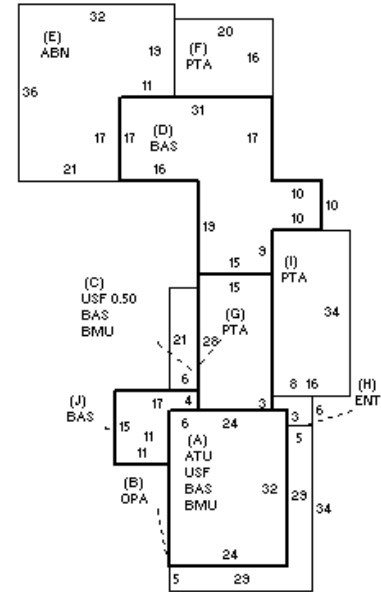 32
(E)
ABN
19
36
11
17
21
20
(F)
PTA
16
31
17
(D)
BAS
17
16
10
10
10
19
9
15
15
(C)
USF 0.50
BAS
BMU
(G)
PTA
(I)
PTA
34
21
28
6
8 16
(H)
ENT
6
(J)
BAS
17
4
3
3
15
11
11
6
24
5
(A)
ATU
USF
BAS
BMU
32
29
34
(B)
OPA
24
5
29